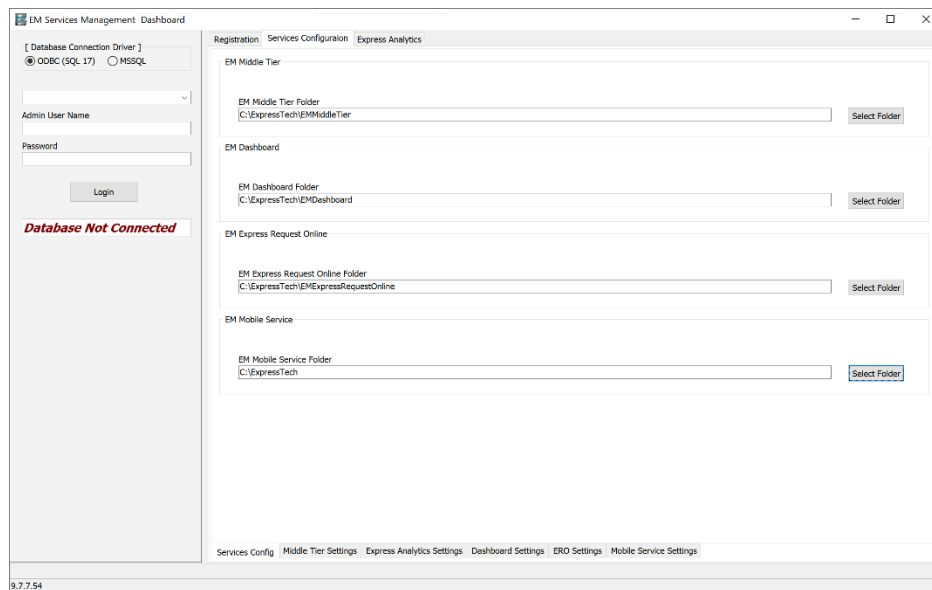 EM Services Management Dashboard
[ Database Connection Driver ]
ODBC (SQL 17) MSSQL
Admin User Name
Password
Login
Database Not Connected
Registration Services Configuraion Express Analytics
EM Middle Tier
EM Middle Tier Folder
C:\ExpressTech\EMMiddleTier
Select Folder
EM Dashboard
EM Dashboard Folder
C:\ExpressTech\EMDashboard
Select Folder
EM Express Request Online
EM Express Request Online Folder
C:\ExpressTech\EMExpressRequestOnline
Select Folder
EM Mobile Service
EM Mobile Service Folder
C:\ExpressTech
Select Folder
Services Config Middle Tier Settings Express Analytics Settings Dashboard Settings ERO Settings Mobile Service Settings
9.7.7.54